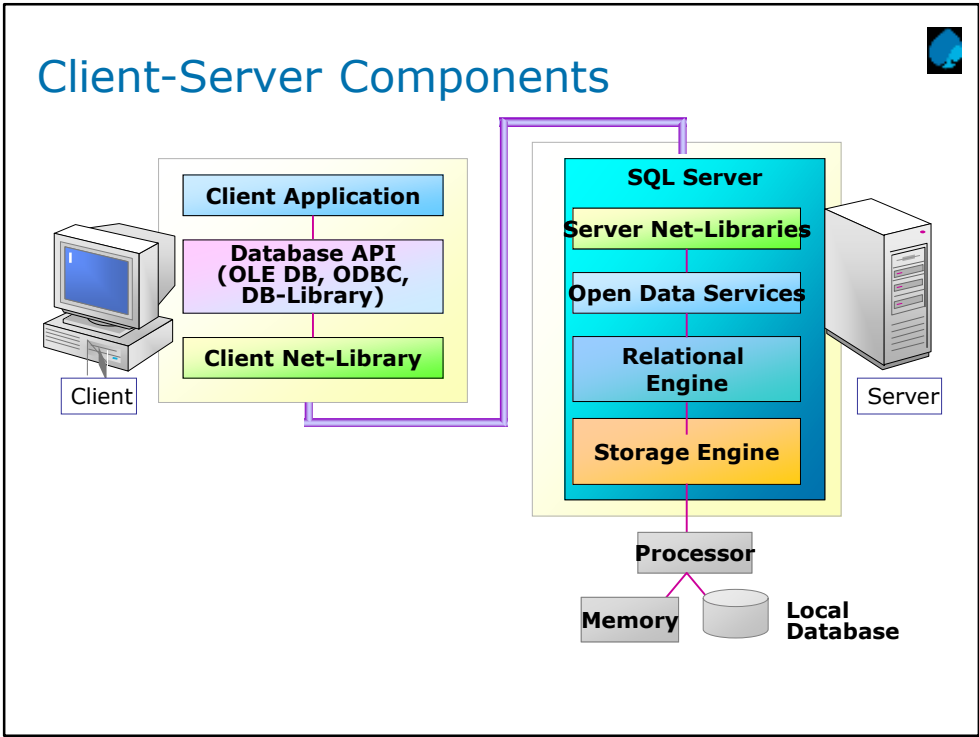 Client-Server Components
Client Application
Database API
(OLE DB, ODBC,
DB-Library)
Client Net-Library
Client
SQL Server
Server Net-Libraries
Open Data Services
Relational
Engine
Storage Engine
Server
Processor
Memory
Local
Database